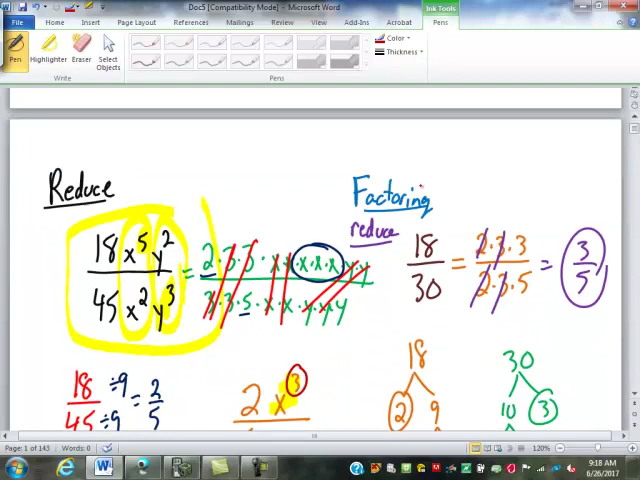 Doc5 [Compatibility Mode] - Microsoft Word
Ink Tools
File Home Insert Page Layout References Mailings Review View Add-Ins Acrobat Pens
Pen Highlighter Eraser Select Objects
Color
Thickness
Write Pens
Reduce
Factoring
reduce
18x⁵y² / 45x²y³ = 2·3·3·x·x·x·x·x·y·y / 3·3·5·x·x·y·y·y
18/30 = 2·3·3 / 2·3·5 = 3/5
18 ÷9 / 45 ÷9 = 2/5
2x³
18
2 9
30
10 3
Page: 1 of 143 Words: 0 120%
9:18 AM
6/26/2017